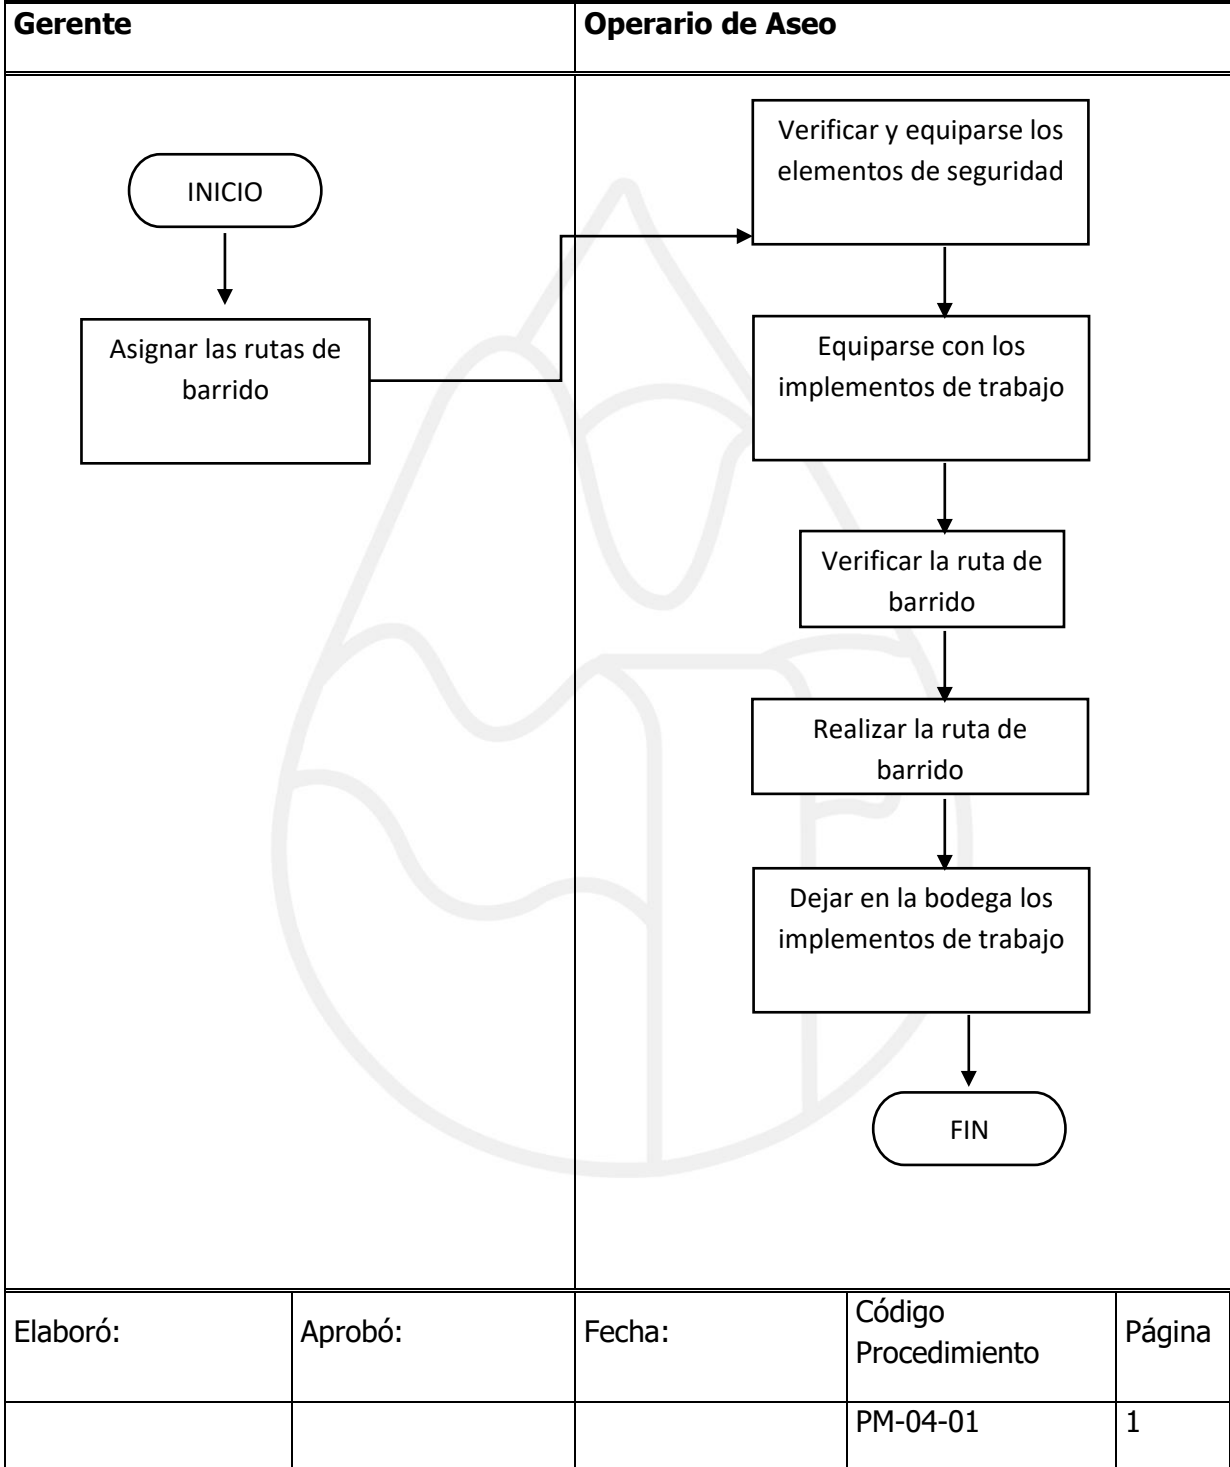 Gerente
Operario de Aseo
INICIO
Asignar las rutas de
barrido
Verificar y equiparse los
elementos de seguridad
Equiparse con los
implementos de trabajo
Verificar la ruta de
barrido
Realizar la ruta de
barrido
Dejar en la bodega los
implementos de trabajo
FIN
Elaboró:
Aprobó:
Fecha:
Código
Procedimiento
Página
PM-04-01
1